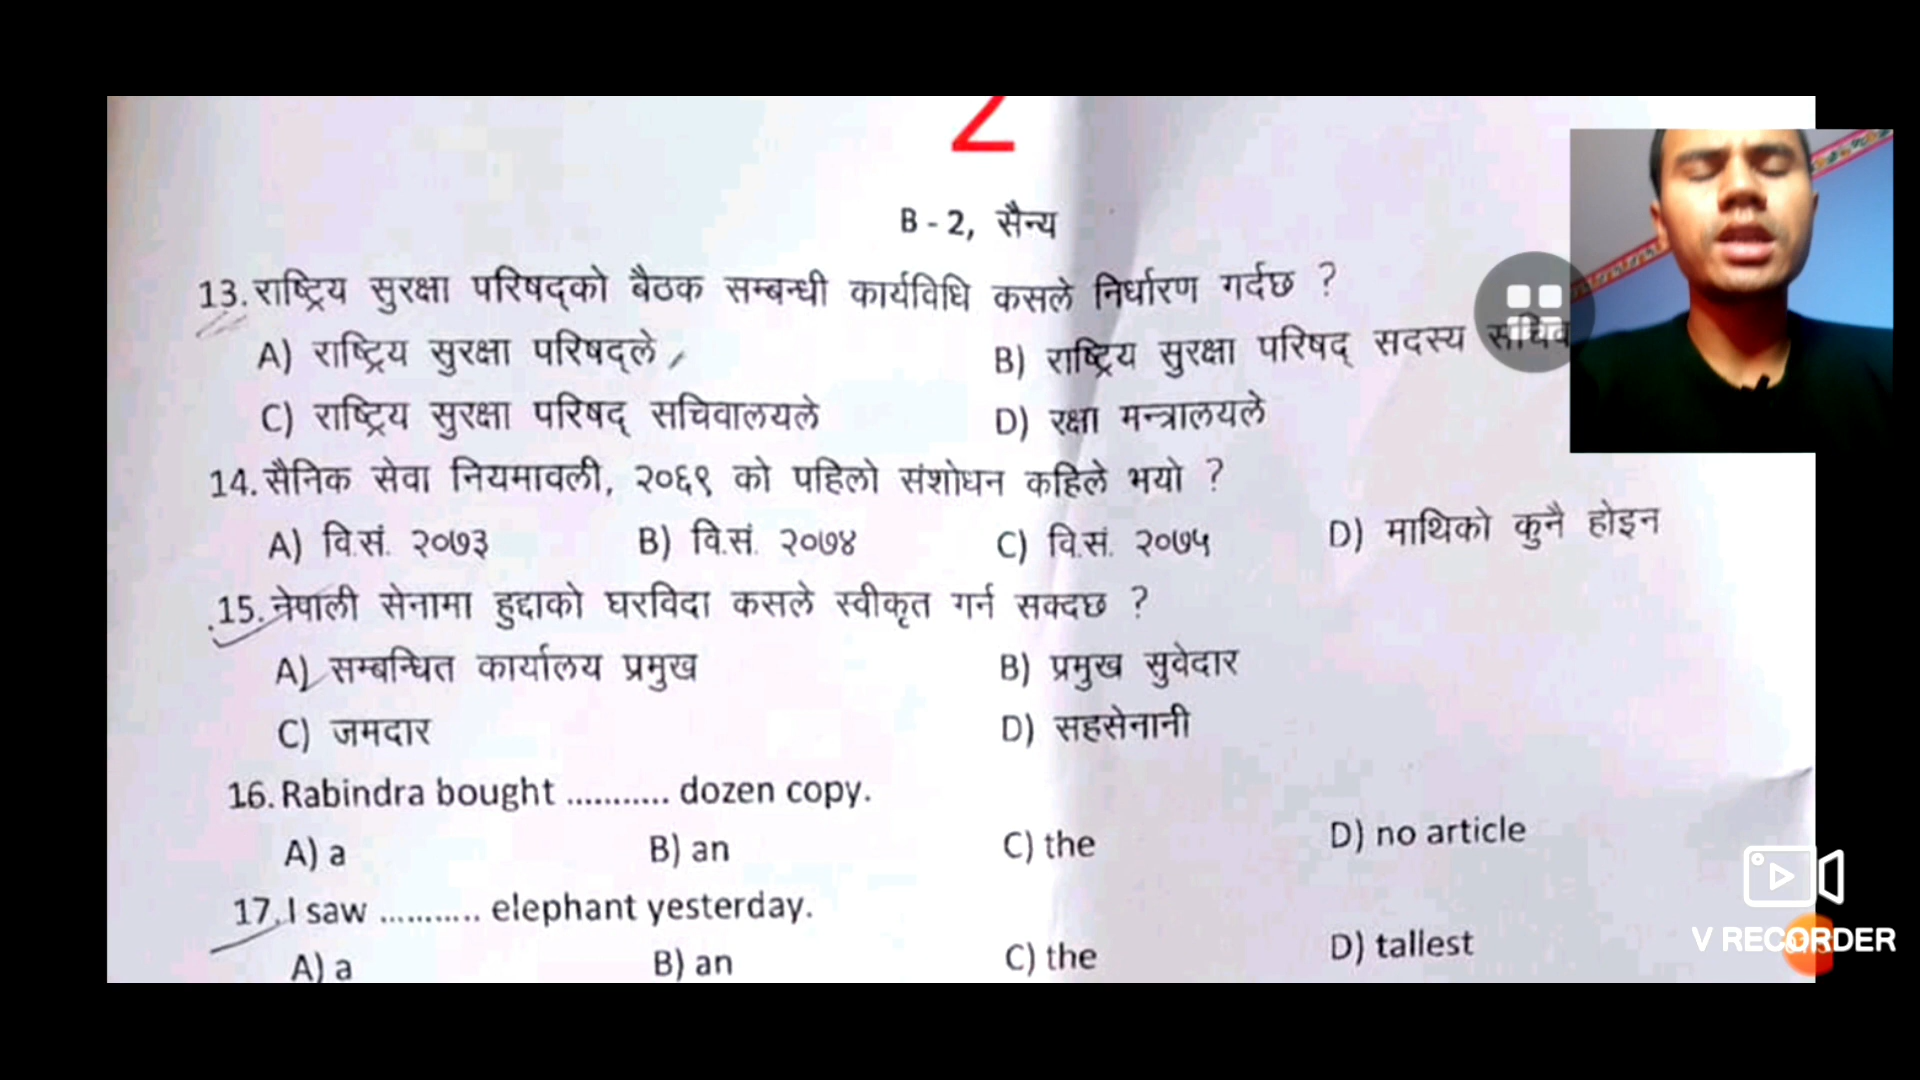 2
B - 2, सैन्य
13. राष्ट्रिय सुरक्षा परिषद्को बैठक सम्बन्धी कार्यविधि कसले निर्धारण गर्दछ ?
A) राष्ट्रिय सुरक्षा परिषद्ले
B) राष्ट्रिय सुरक्षा परिषद् सदस्य सचिव
C) राष्ट्रिय सुरक्षा परिषद् सचिवालयले
D) रक्षा मन्त्रालयले
14. सैनिक सेवा नियमावली, २०६९ को पहिलो संशोधन कहिले भयो ?
A) वि.सं. २०७३ B) वि.सं. २०७४ C) वि.सं. २०७५ D) माथिको कुनै होइन
15. नेपाली सेनामा हुद्दाको घरविदा कसले स्वीकृत गर्न सक्दछ ?
A) सम्बन्धित कार्यालय प्रमुख B) प्रमुख सुवेदार
C) जमदार D) सहसेनानी
16. Rabindra bought ........... dozen copy.
A) a B) an C) the D) no article
17. I saw ........... elephant yesterday.
A) a B) an C) the D) tallest
V RECORDER